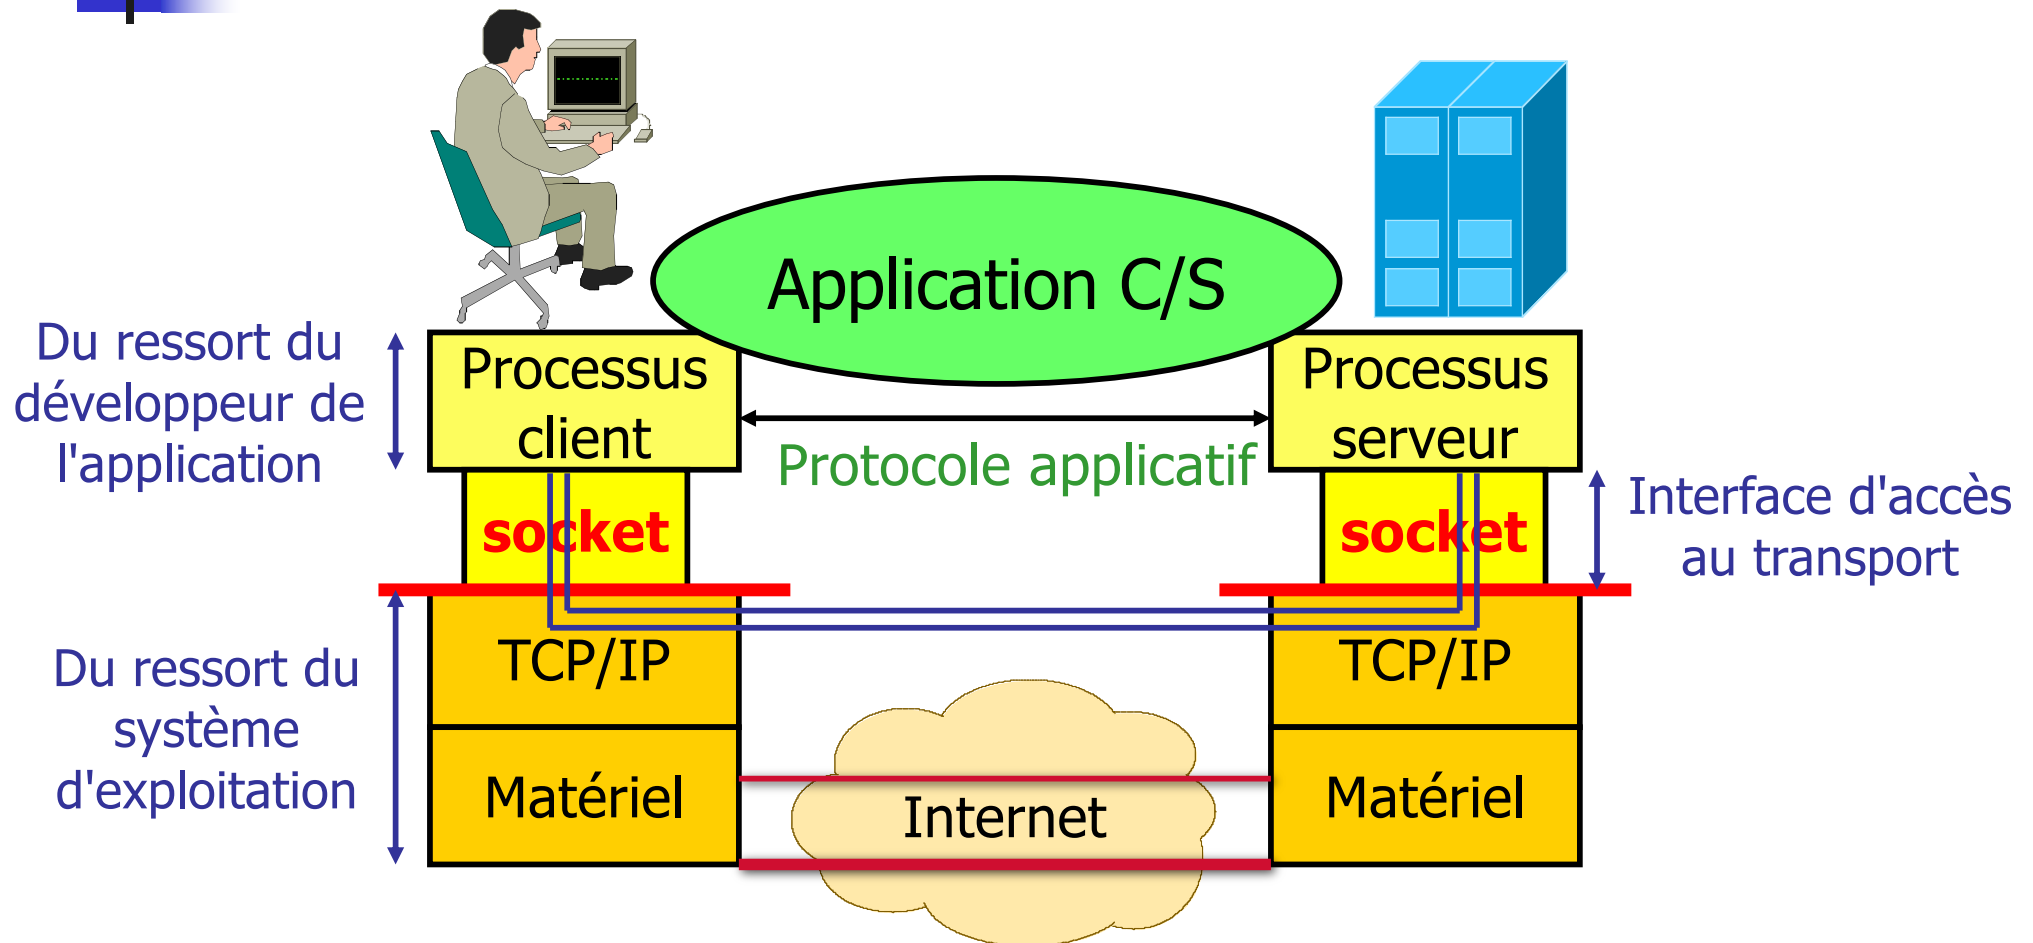 Application C/S
Du ressort du
développeur de
l'application
Processus
client
Processus
serveur
Protocole applicatif
socket
socket
Interface d'accès
au transport
Du ressort du
système
d'exploitation
TCP/IP
TCP/IP
Matériel
Internet
Matériel